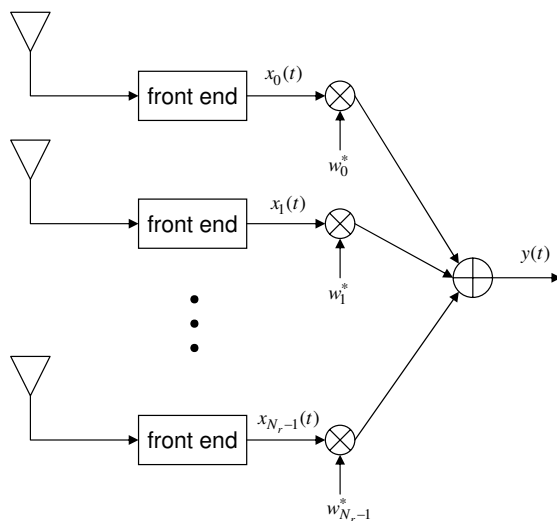 front end
x_0(t)
w_0^*
front end
x_1(t)
w_1^*
y(t)
front end
x_{N_r-1}(t)
w_{N_r-1}^*